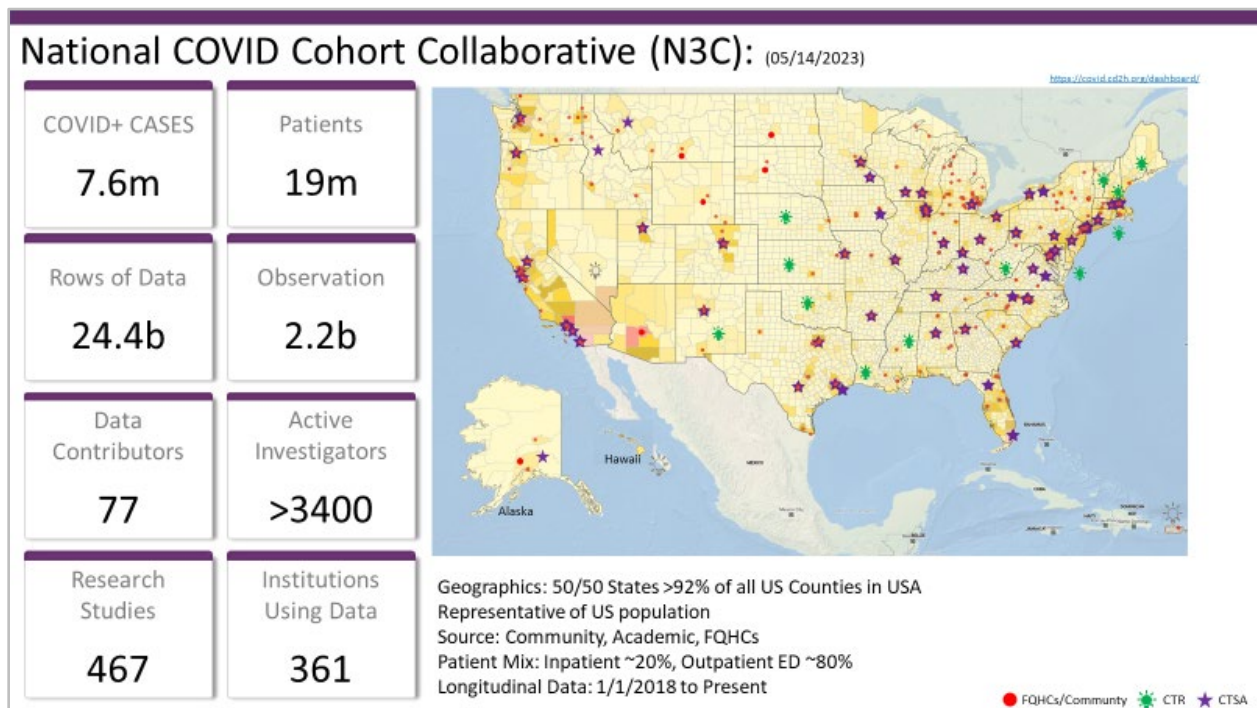 National COVID Cohort Collaborative (N3C): (05/14/2023)
https://covid.cd2h.org/dashboard/
COVID+ CASES
7.6m
Patients
19m
Rows of Data
24.4b
Observation
2.2b
Data
Contributors
77
Active
Investigators
>3400
Research
Studies
467
Institutions
Using Data
361
Alaska
Hawaii
MEXICO
CUBA
Geographics: 50/50 States >92% of all US Counties in USA
Representative of US population
Source: Community, Academic, FQHCs
Patient Mix: Inpatient ~20%, Outpatient ED ~80%
Longitudinal Data: 1/1/2018 to Present
FQHCs/Communty
CTR
CTSA